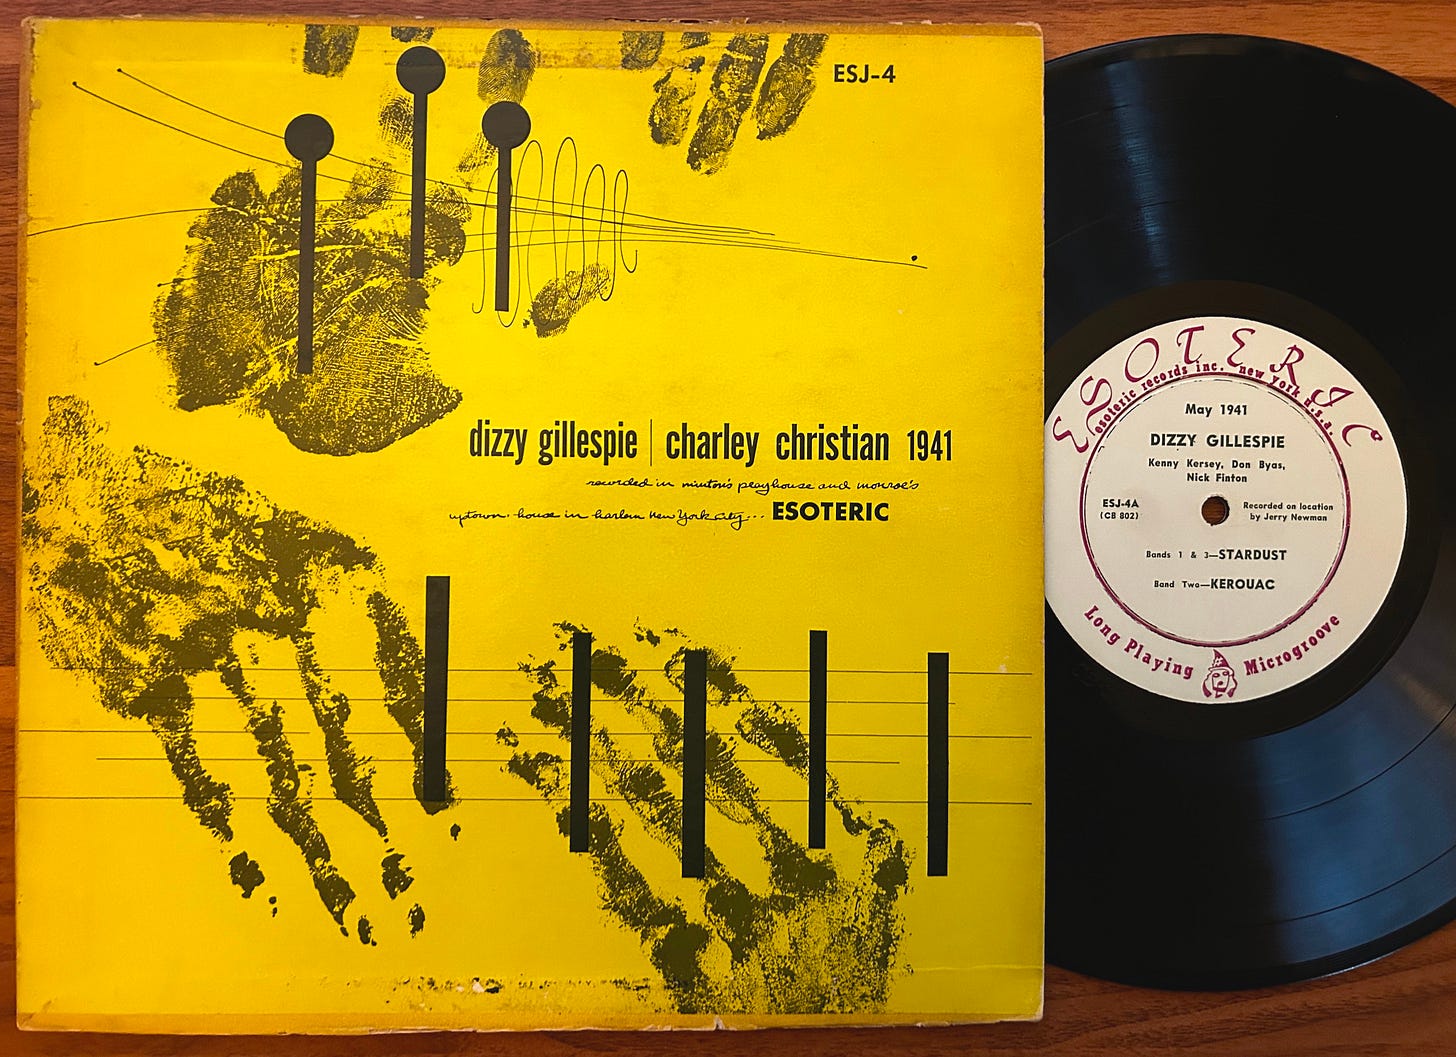 ESJ-4
dizzy gillespie | charley christian 1941
recorded in minton's playhouse and monroe's
uptown house in harlem new york city... ESOTERIC
ESOTERIC
esoteric records inc. new york u.s.a.
May 1941
DIZZY GILLESPIE
Kenny Kersey, Don Byas,
Nick Finton
ESJ-4A
(CB 802)
Recorded on location
by Jerry Newman
Bands 1 & 3—STARDUST
Band Two—KEROUAC
Long Playing Microgroove